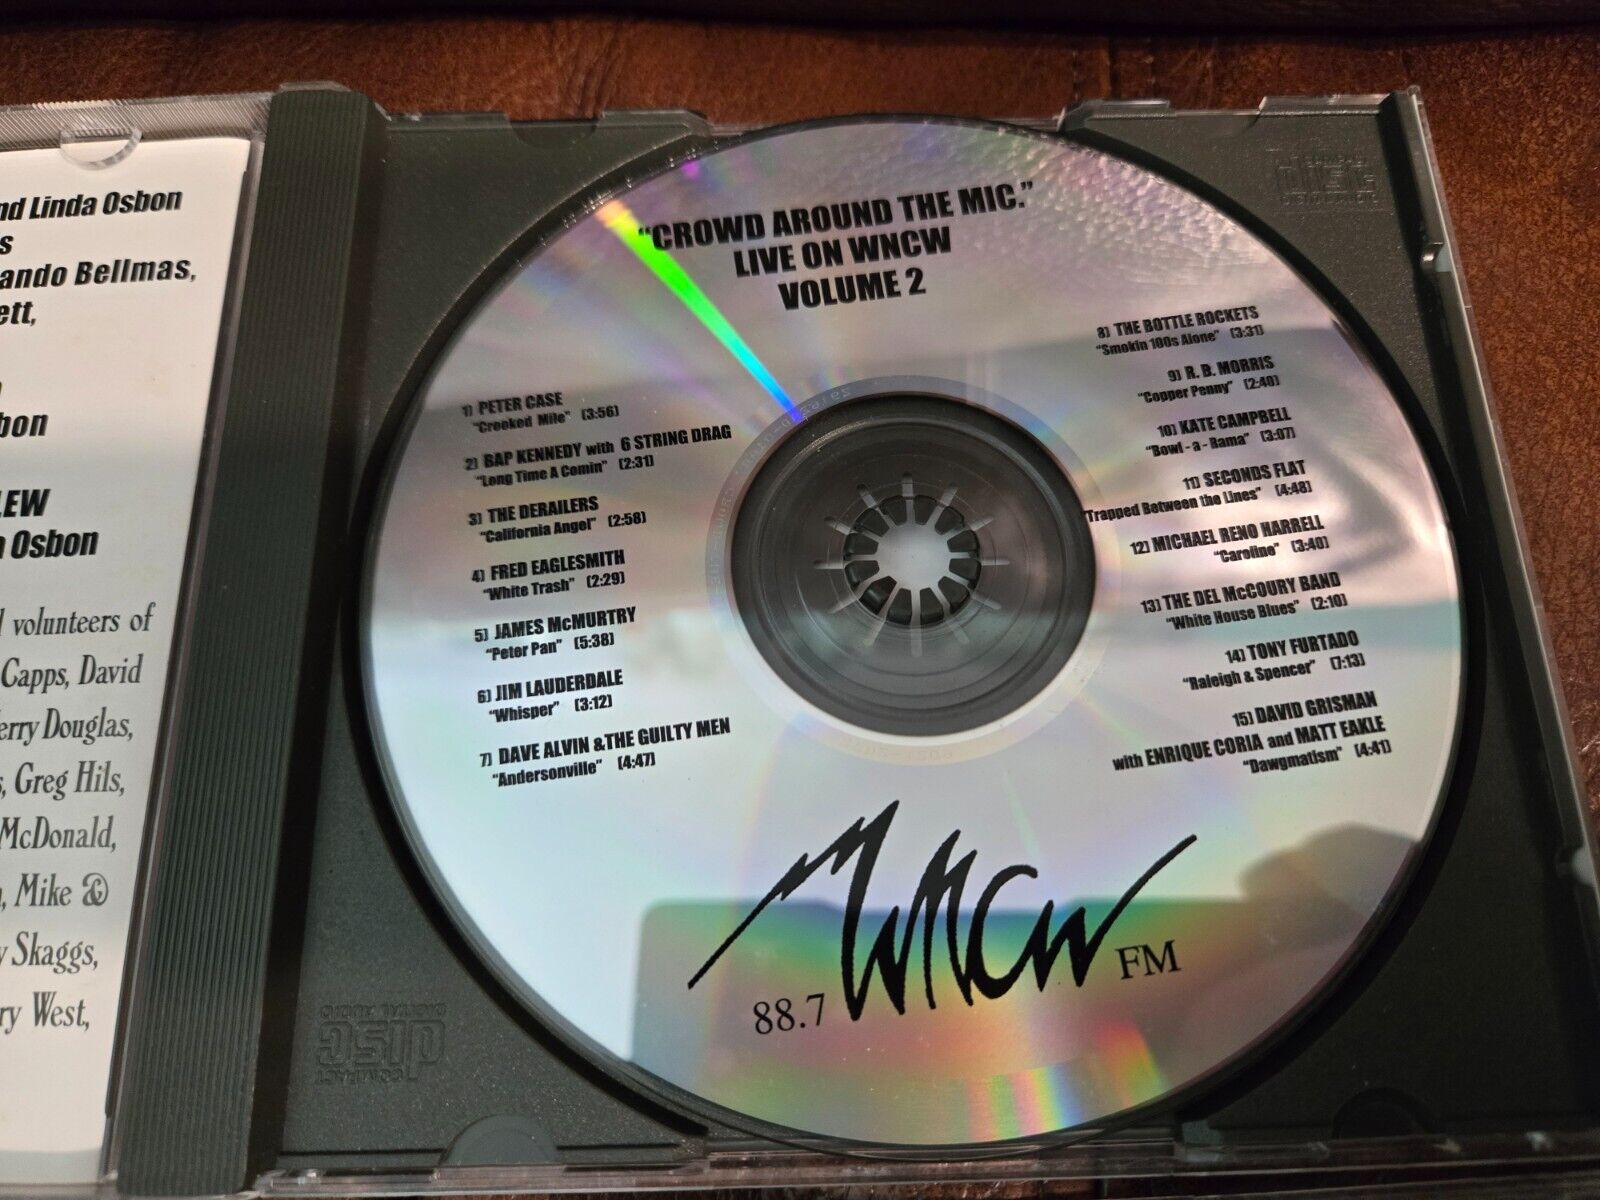 nd Linda Osbon
s
ando Bellmas,
ett,
bon
LEW
Osbon
volunteers of
Capps, David
erry Douglas,
, Greg Hils,
McDonald,
, Mike &
Skaggs,
ry West,
"CROWD AROUND THE MIC."
LIVE ON WNCW
VOLUME 2
1) PETER CASE
"Crooked Mile" (3:56)
2) BAP KENNEDY with 6 STRING DRAG
"Long Time A Comin" (2:31)
3) THE DERAILERS
"California Angel" (2:58)
4) FRED EAGLESMITH
"White Trash" (2:29)
5) JAMES McMURTRY
"Peter Pan" (5:38)
6) JIM LAUDERDALE
"Whisper" (3:12)
7) DAVE ALVIN & THE GUILTY MEN
"Andersonville" (4:47)
8) THE BOTTLE ROCKETS
"Smokin 100s Alone" (3:31)
9) R. B. MORRIS
"Copper Penny" (2:40)
10) KATE CAMPBELL
"Bowl - a - Rama" (3:07)
11) SECONDS FLAT
"Trapped Between the Lines" (4:48)
12) MICHAEL RENO HARRELL
"Caroline" (3:40)
13) THE DEL McCOURY BAND
"White House Blues" (2:10)
14) TONY FURTADO
"Raleigh & Spencer" (7:13)
15) DAVID GRISMAN
with ENRIQUE CORIA and MATT EAKLE
"Dawgmatism" (4:41)
88.7 WNCW FM
COMPACT
disc
DIGITAL AUDIO
COMPACT
disc
DIGITAL AUDIO